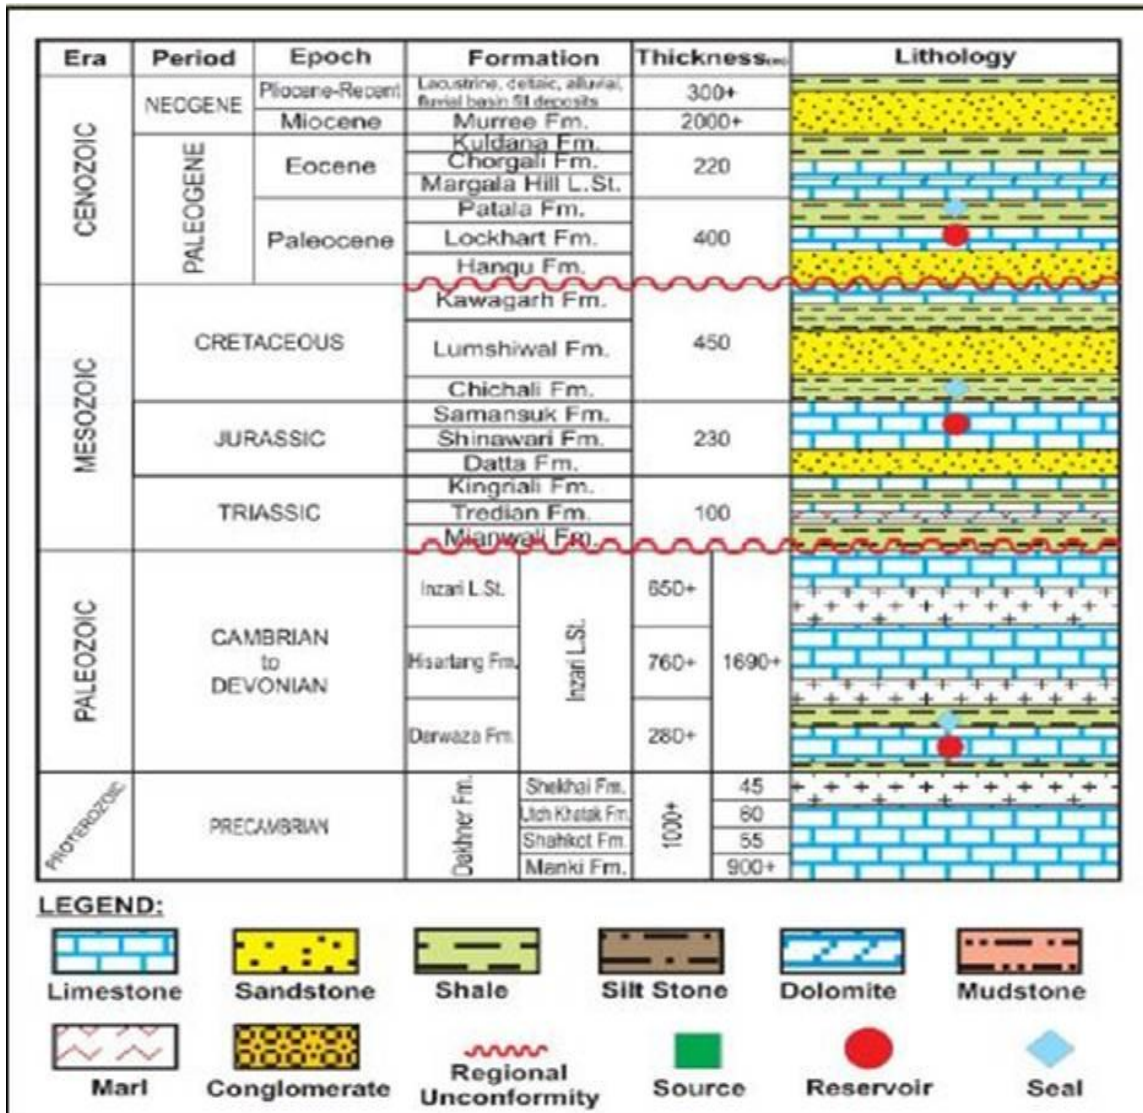 Era Period Epoch Formation Thickness(m) Lithology
CENOZOIC
NEOGENE
Pliocene-Recent
Lacustrine, deltaic, alluvial,
fluvial basin fill deposits
300+
Miocene
Murree Fm.
2000+
PALEOGENE
Eocene
Kuldana Fm.
Chorgali Fm.
Margala Hill L.St.
220
Paleocene
Patala Fm.
Lockhart Fm.
Hangu Fm.
400
MESOZOIC
CRETACEOUS
Kawagarh Fm.
Lumshiwal Fm.
Chichali Fm.
450
JURASSIC
Samansuk Fm.
Shinawari Fm.
Datta Fm.
230
TRIASSIC
Kingriali Fm.
Tredian Fm.
Mianwali Fm.
100
PALEOZOIC
CAMBRIAN
to
DEVONIAN
Inzari L.St.
Hisartang Fm.
Darwaza Fm.
Inzari L.St.
650+
760+
280+
1690+
PROTEROZOIC
PRECAMBRIAN
Dakhner Fm.
Shekhai Fm.
Utch Khatak Fm.
Shahkot Fm.
Manki Fm.
1000+
45
60
55
900+
LEGEND:
Limestone Sandstone Shale Silt Stone Dolomite Mudstone
Marl Conglomerate Regional
Unconformity Source Reservoir Seal